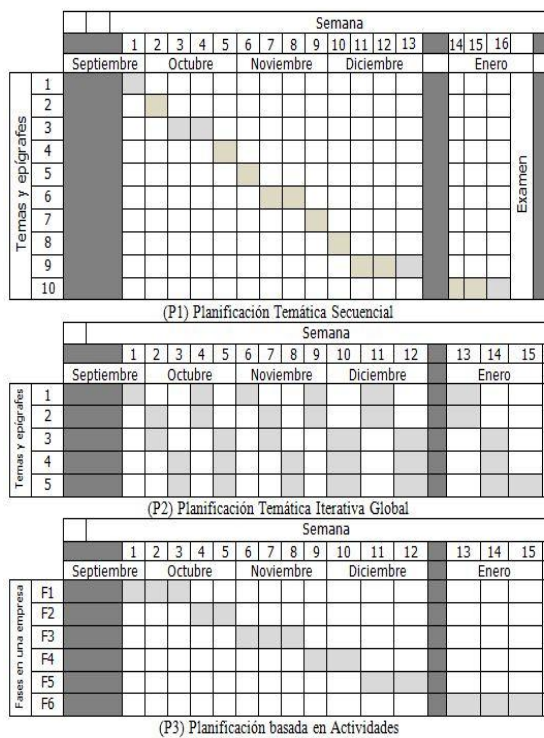 Semana
1 2 3 4 5 6 7 8 9 10 11 12 13 14 15 16
Septiembre Octubre Noviembre Diciembre Enero
Temas y epígrafes
1
2
3
4
5
6
7
8
9
10
Examen
(P1) Planificación Temática Secuencial
Semana
1 2 3 4 5 6 7 8 9 10 11 12 13 14 15
Septiembre Octubre Noviembre Diciembre Enero
Temas y epígrafes
1
2
3
4
5
(P2) Planificación Temática Iterativa Global
Semana
1 2 3 4 5 6 7 8 9 10 11 12 13 14 15
Septiembre Octubre Noviembre Diciembre Enero
Fases en una empresa
F1
F2
F3
F4
F5
F6
(P3) Planificación basada en Actividades